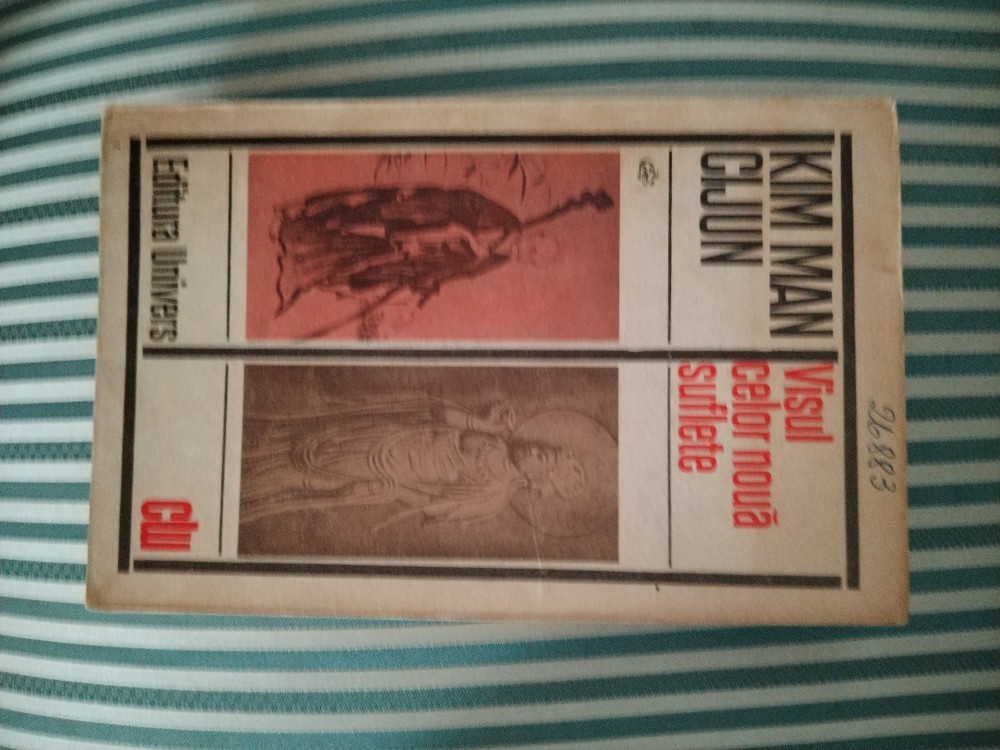 26883
KIM MAN
CIJUN
Visul
celor nouă
suflete
Editura Univers
clu